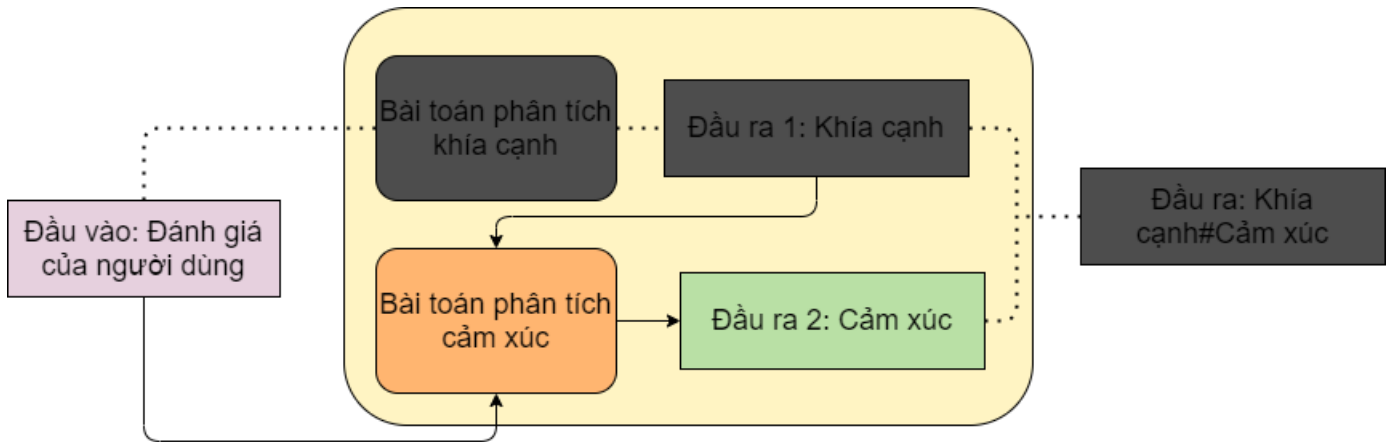 Bài toán phân tích
khía cạnh
Đầu ra 1: Khía cạnh
Đầu vào: Đánh giá
của người dùng
Đầu ra: Khía
cạnh#Cảm xúc
Bài toán phân tích
cảm xúc
Đầu ra 2: Cảm xúc